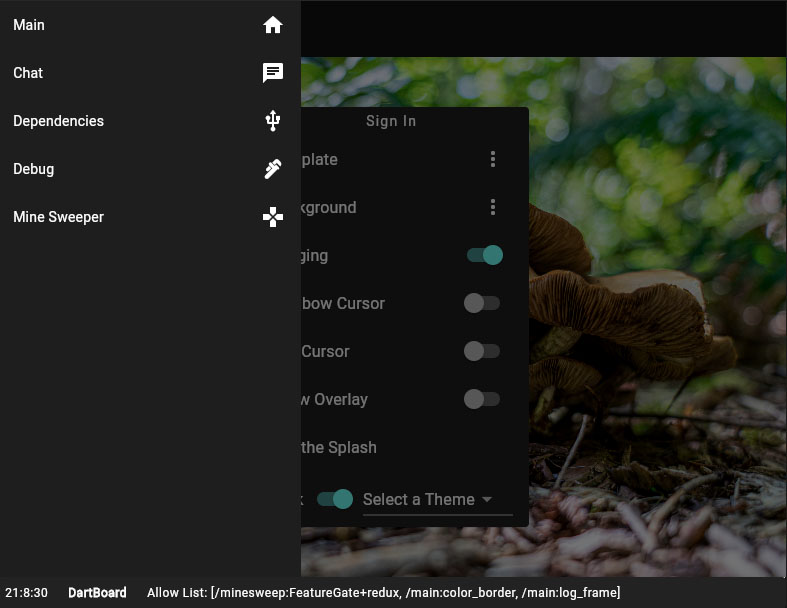 Main
Chat
Dependencies
Debug
Mine Sweeper
Sign In
plate
kground
ging
bow Cursor
Cursor
w Overlay
the Splash
k Select a Theme
21:8:30 DartBoard Allow List: [/minesweep:FeatureGate+redux, /main:color_border, /main:log_frame]